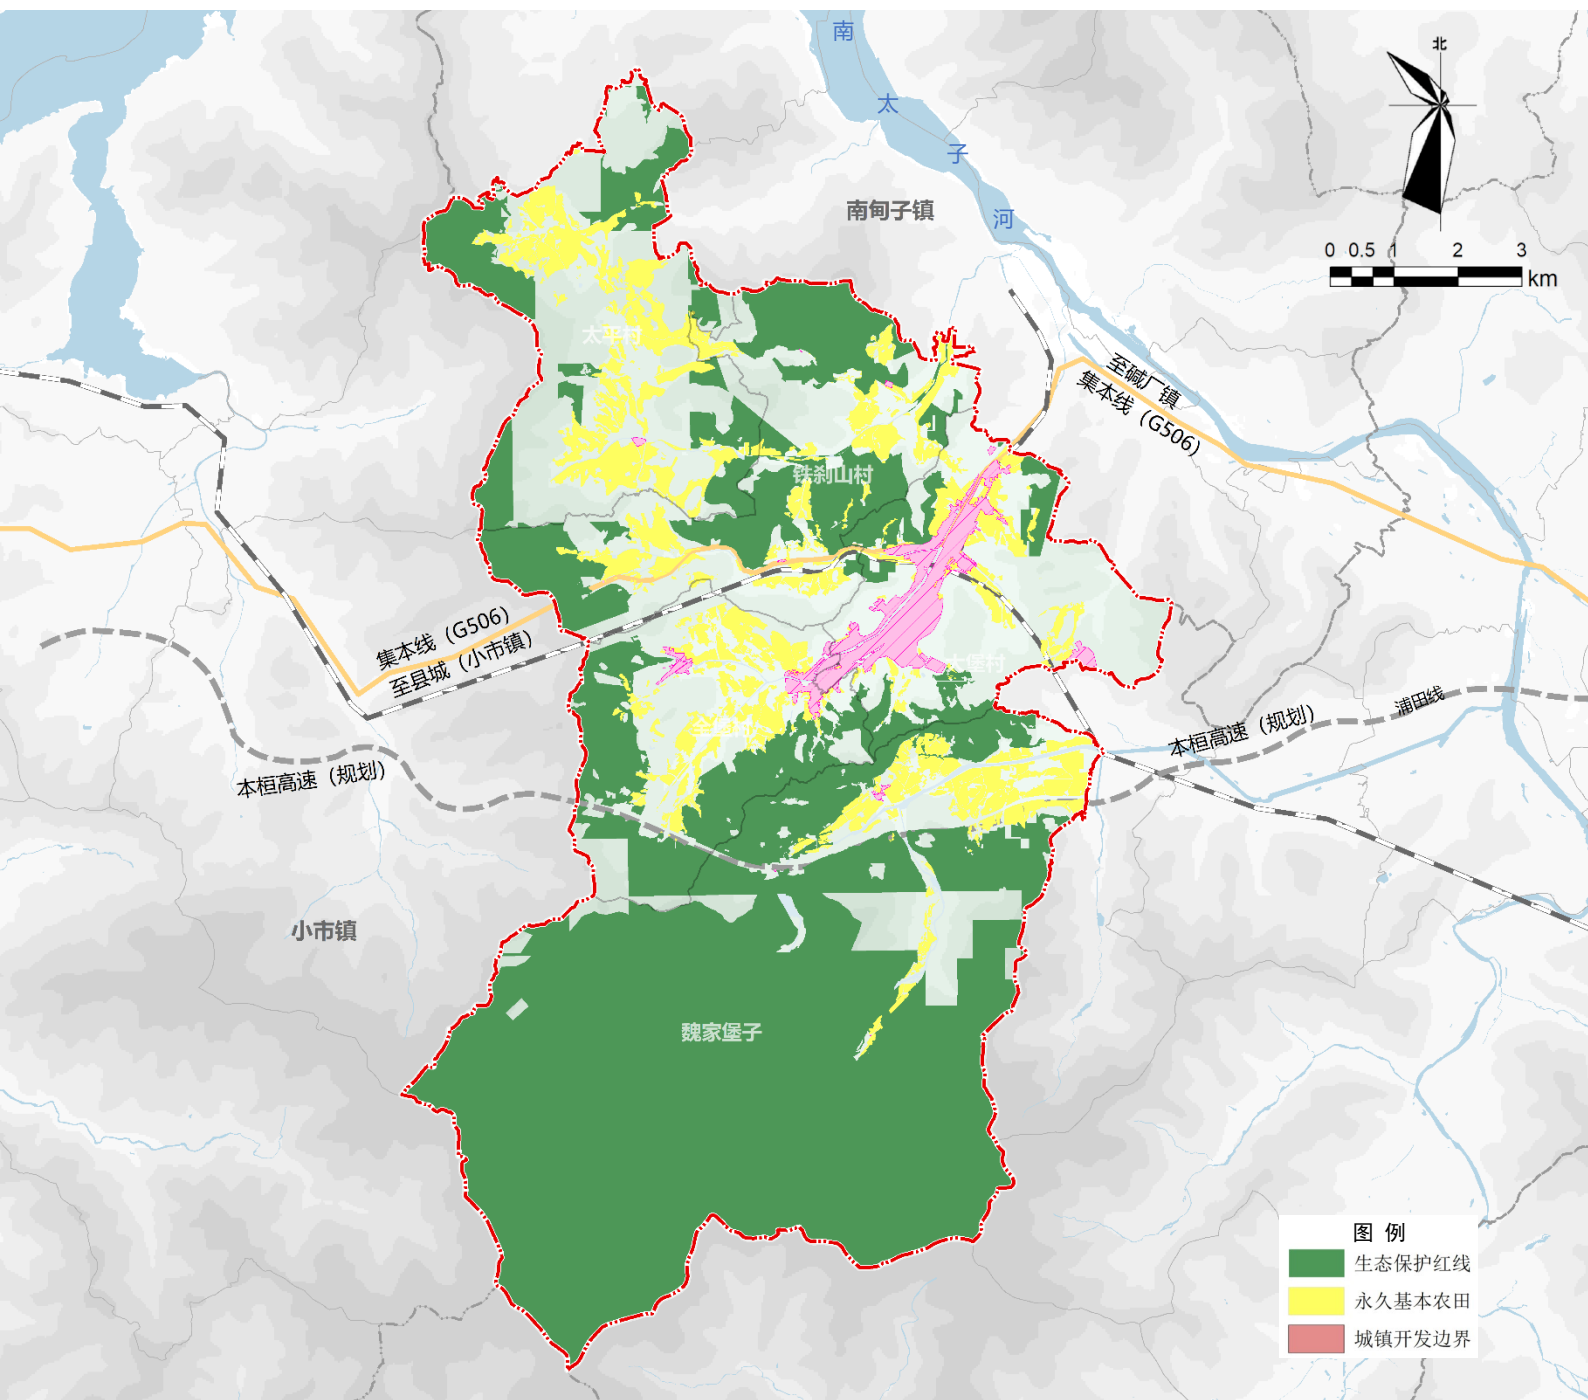 南
太
子
河
北
0 0.5 1 2 3
km
南甸子镇
太平村
至碱厂镇
集本线（G506）
铁刹山村
集本线（G506）
至县城（小市镇）
大堡村
浦田线
本桓高速（规划）
本桓高速（规划）
小市镇
魏家堡子
图 例
生态保护红线
永久基本农田
城镇开发边界